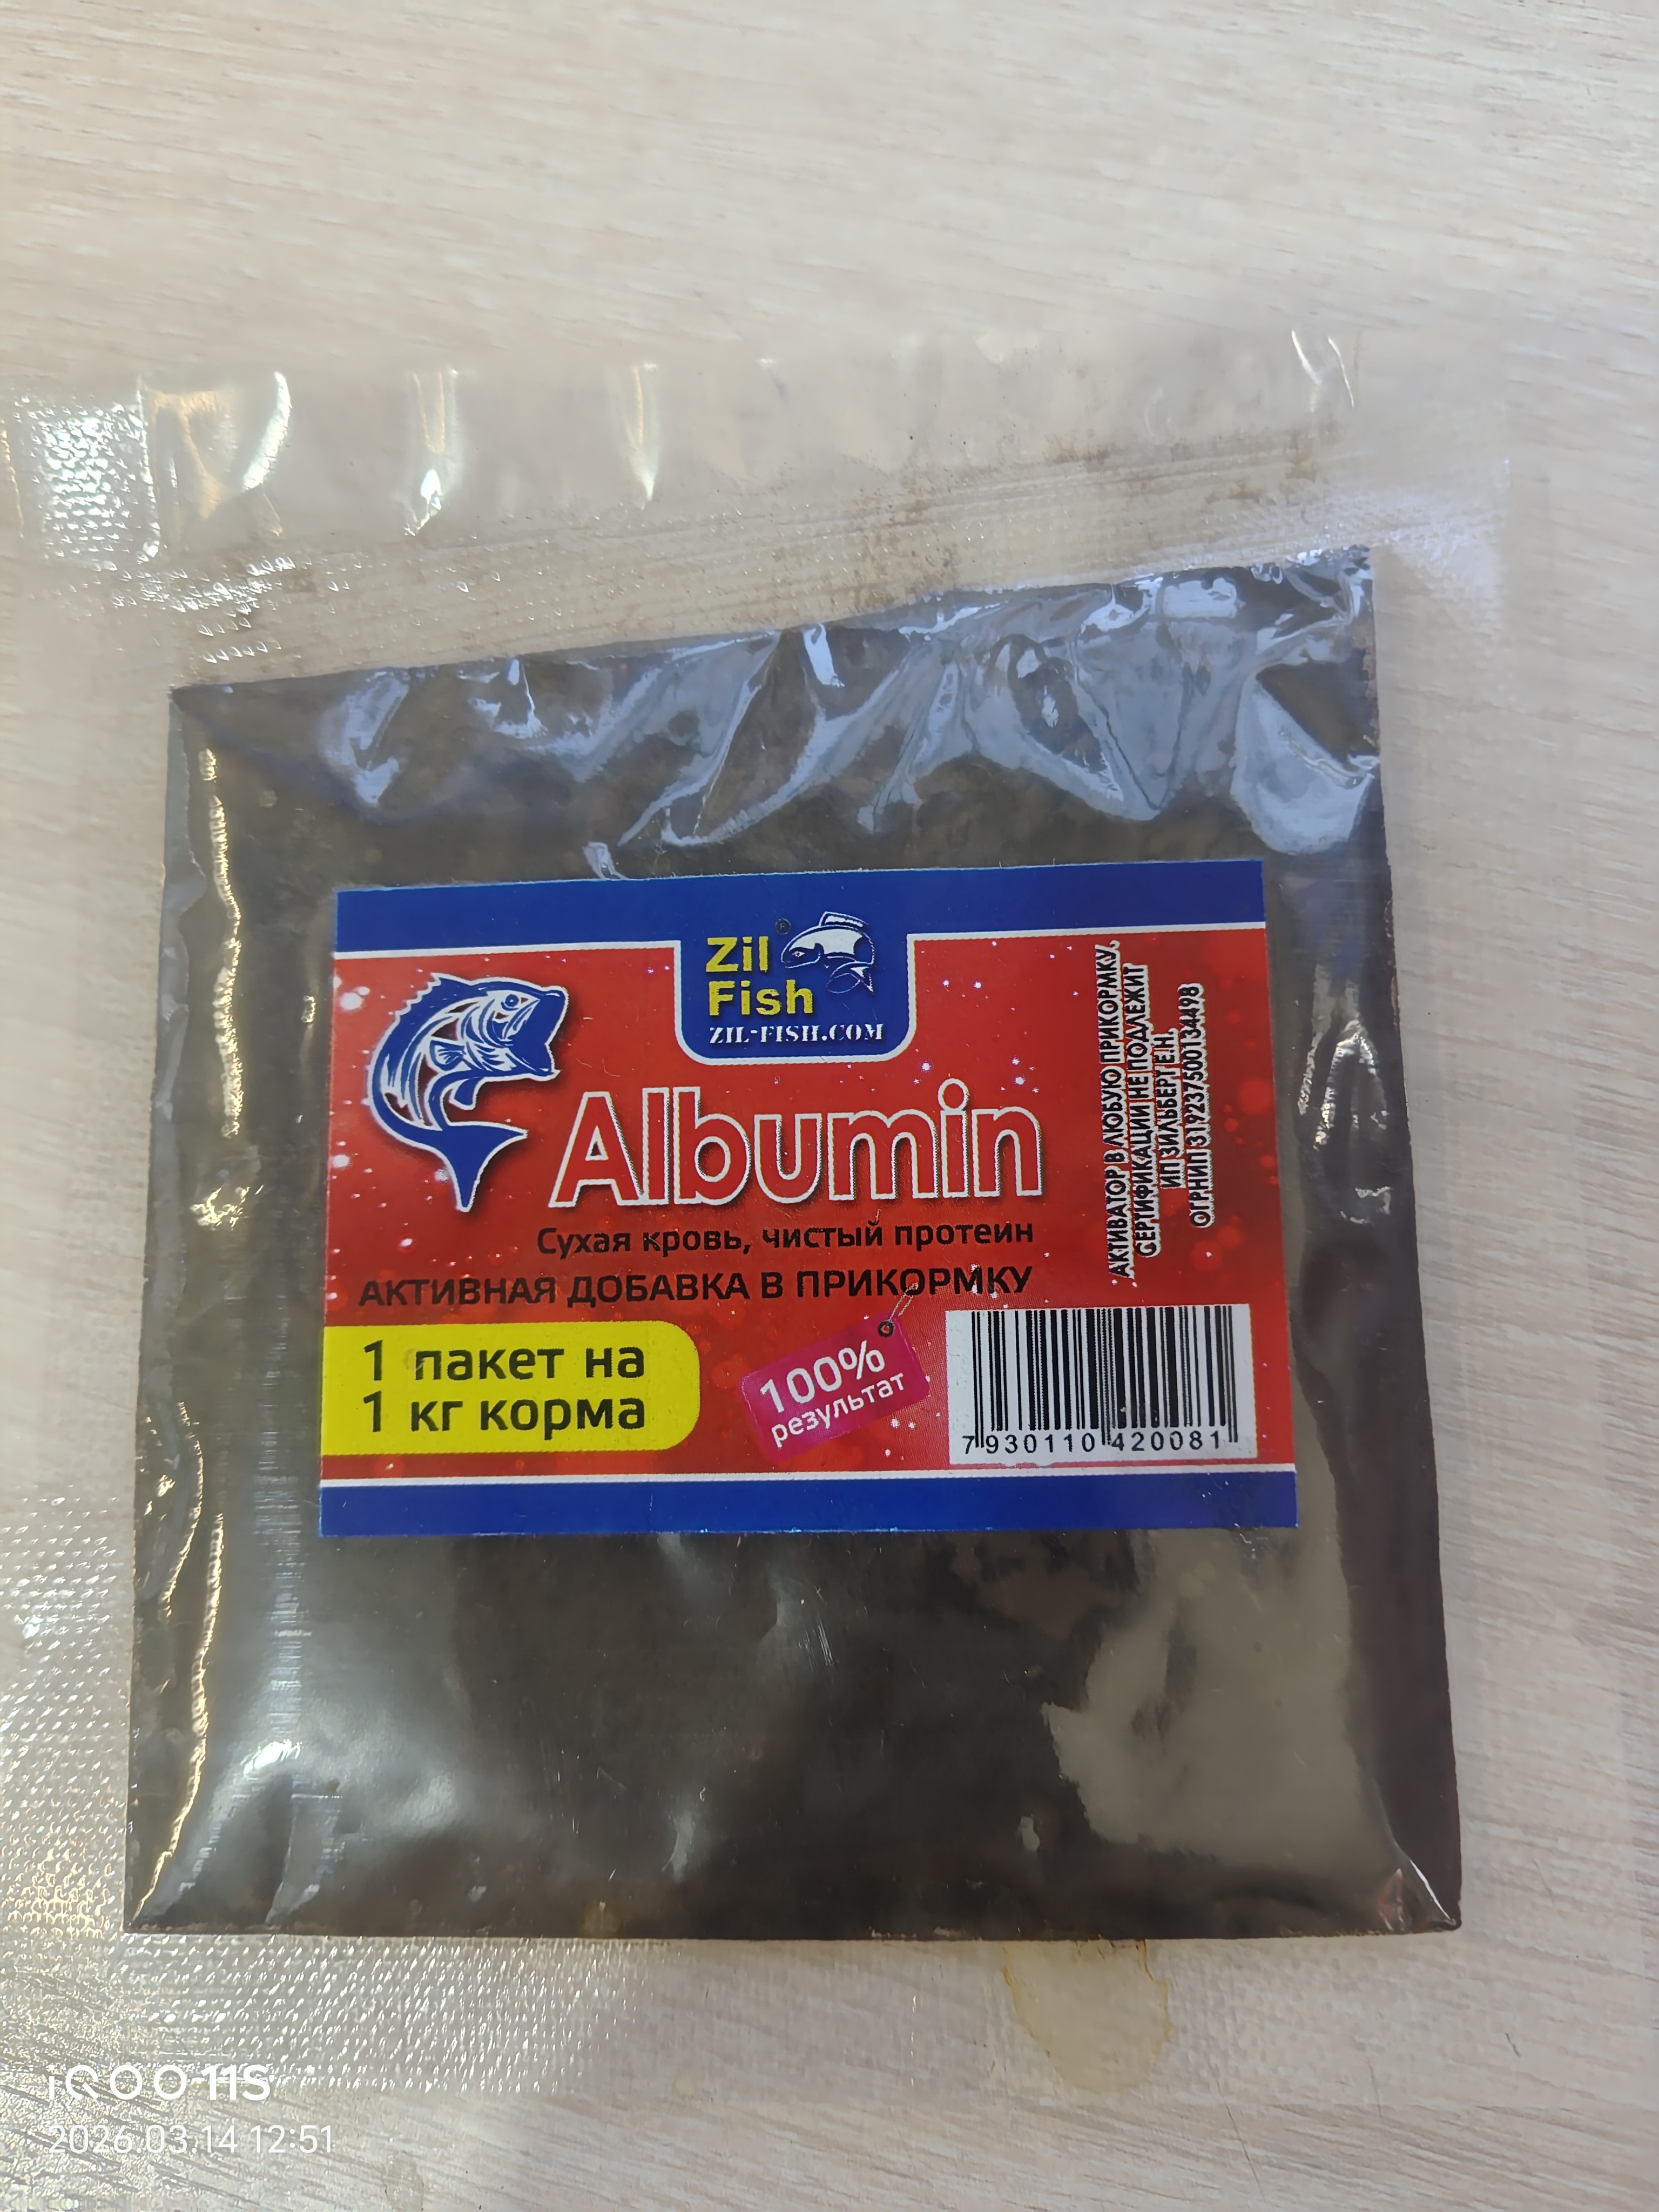 Zil®
Fish
ZIL-FISH.COM
Albumin
Сухая кровь, чистый протеин
АКТИВНАЯ ДОБАВКА В ПРИКОРМКУ
1 пакет на
1 кг корма
100%
результат
АКТИВАТОР В ЛЮБУЮ ПРИКОРМКУ.
СЕРТИФИКАЦИИ НЕ ПОДЛЕЖИТ
ИП ЗИЛЬБЕРТ Е.Н.
ОГРНИП 319237500134498
7 930110 420081
iQOO 11S
2026.03.14 12:51